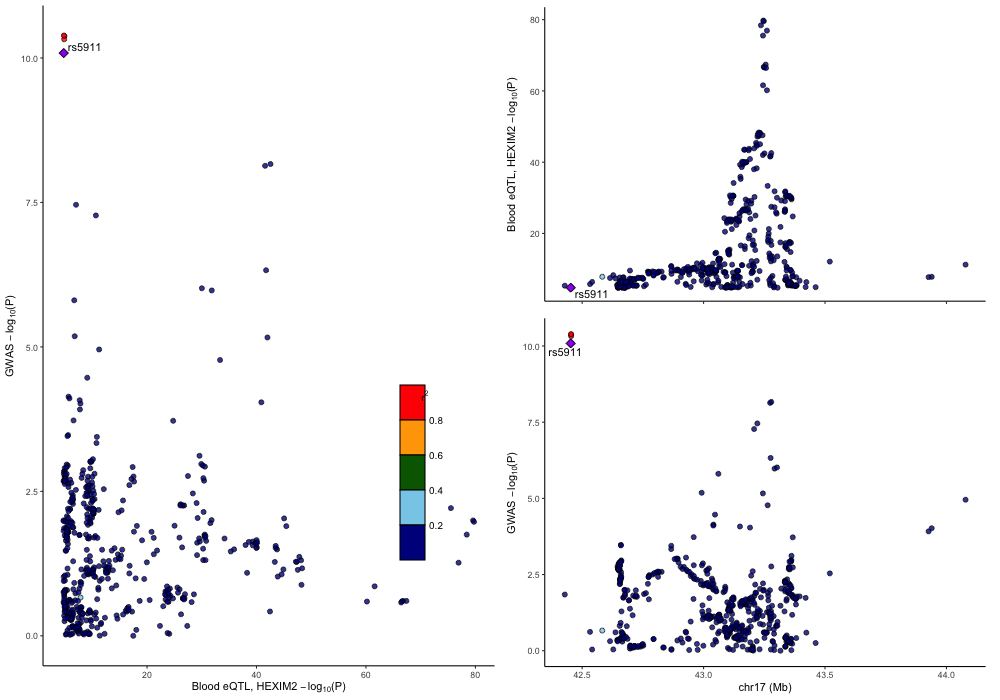 10.0
7.5
5.0
2.5
0.0
20
40
60
80
GWAS −log10(P)
Blood eQTL, HEXIM2 −log10(P)
rs5911
r2
0.8
0.6
0.4
0.2
80
60
40
20
Blood eQTL, HEXIM2 −log10(P)
rs5911
10.0
7.5
5.0
2.5
0.0
GWAS −log10(P)
rs5911
42.5
43.0
43.5
44.0
chr17 (Mb)